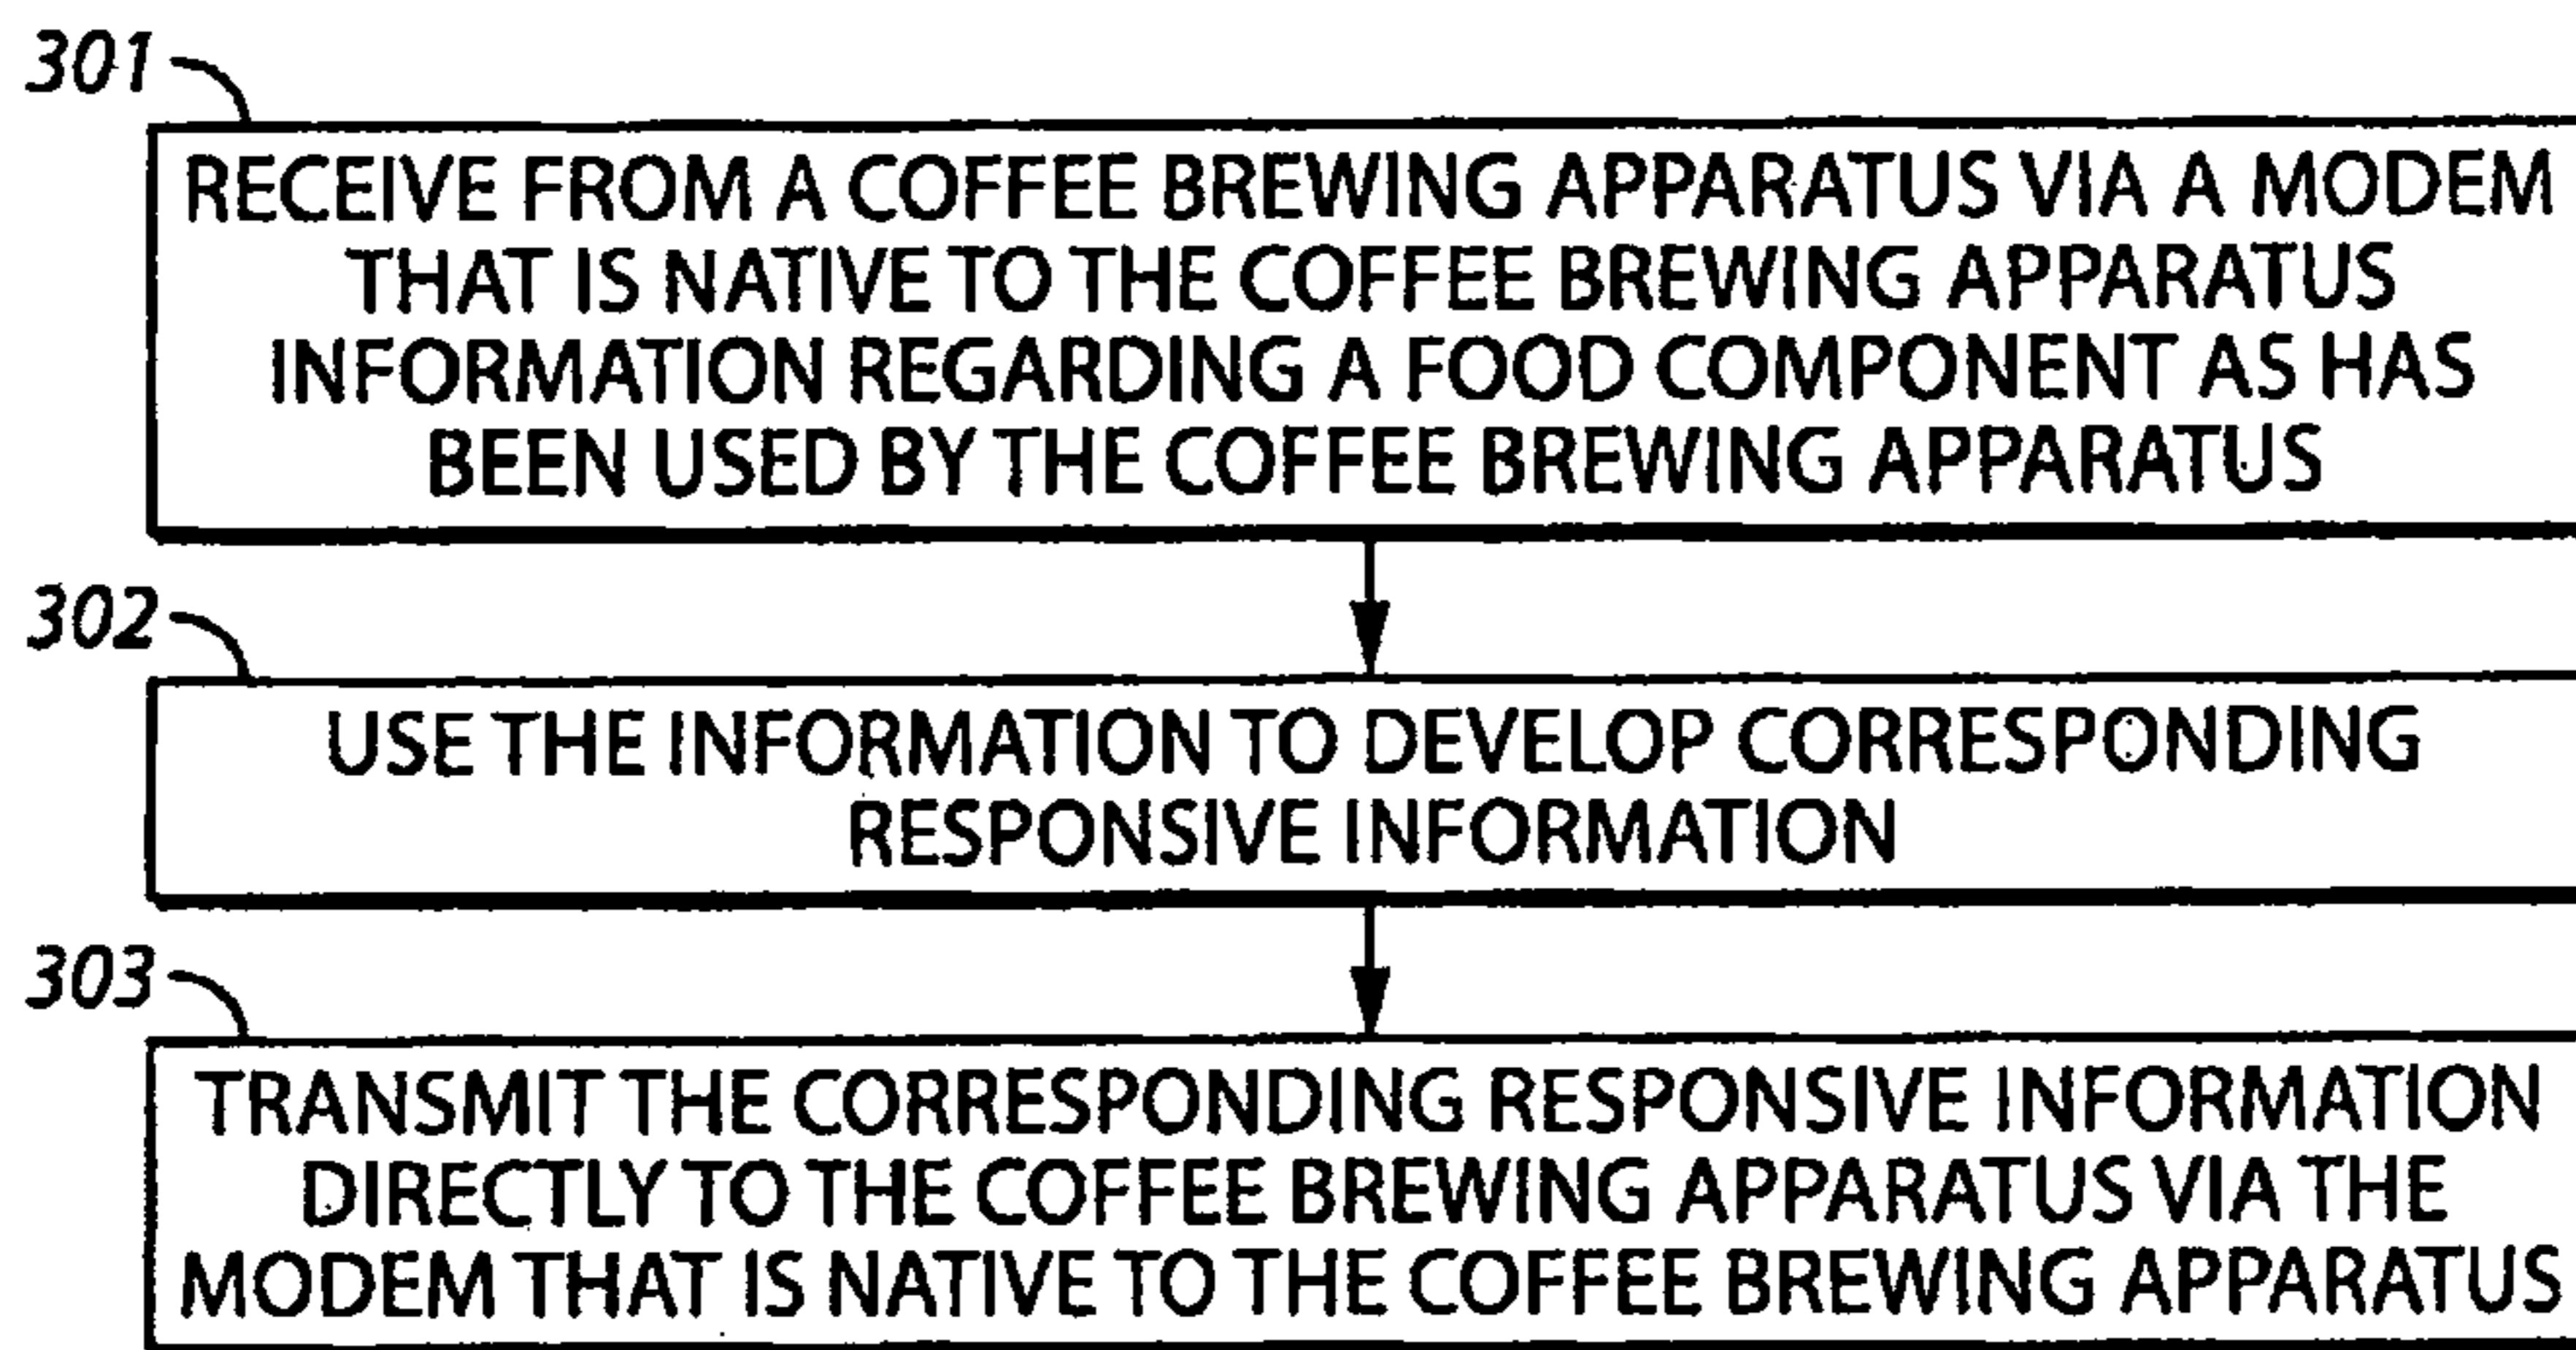 301
RECEIVE FROM A COFFEE BREWING APPARATUS VIA A MODEM
THAT IS NATIVE TO THE COFFEE BREWING APPARATUS
INFORMATION REGARDING A FOOD COMPONENT AS HAS
BEEN USED BY THE COFFEE BREWING APPARATUS
302
USE THE INFORMATION TO DEVELOP CORRESPONDING
RESPONSIVE INFORMATION
303
TRANSMIT THE CORRESPONDING RESPONSIVE INFORMATION
DIRECTLY TO THE COFFEE BREWING APPARATUS VIA THE
MODEM THAT IS NATIVE TO THE COFFEE BREWING APPARATUS